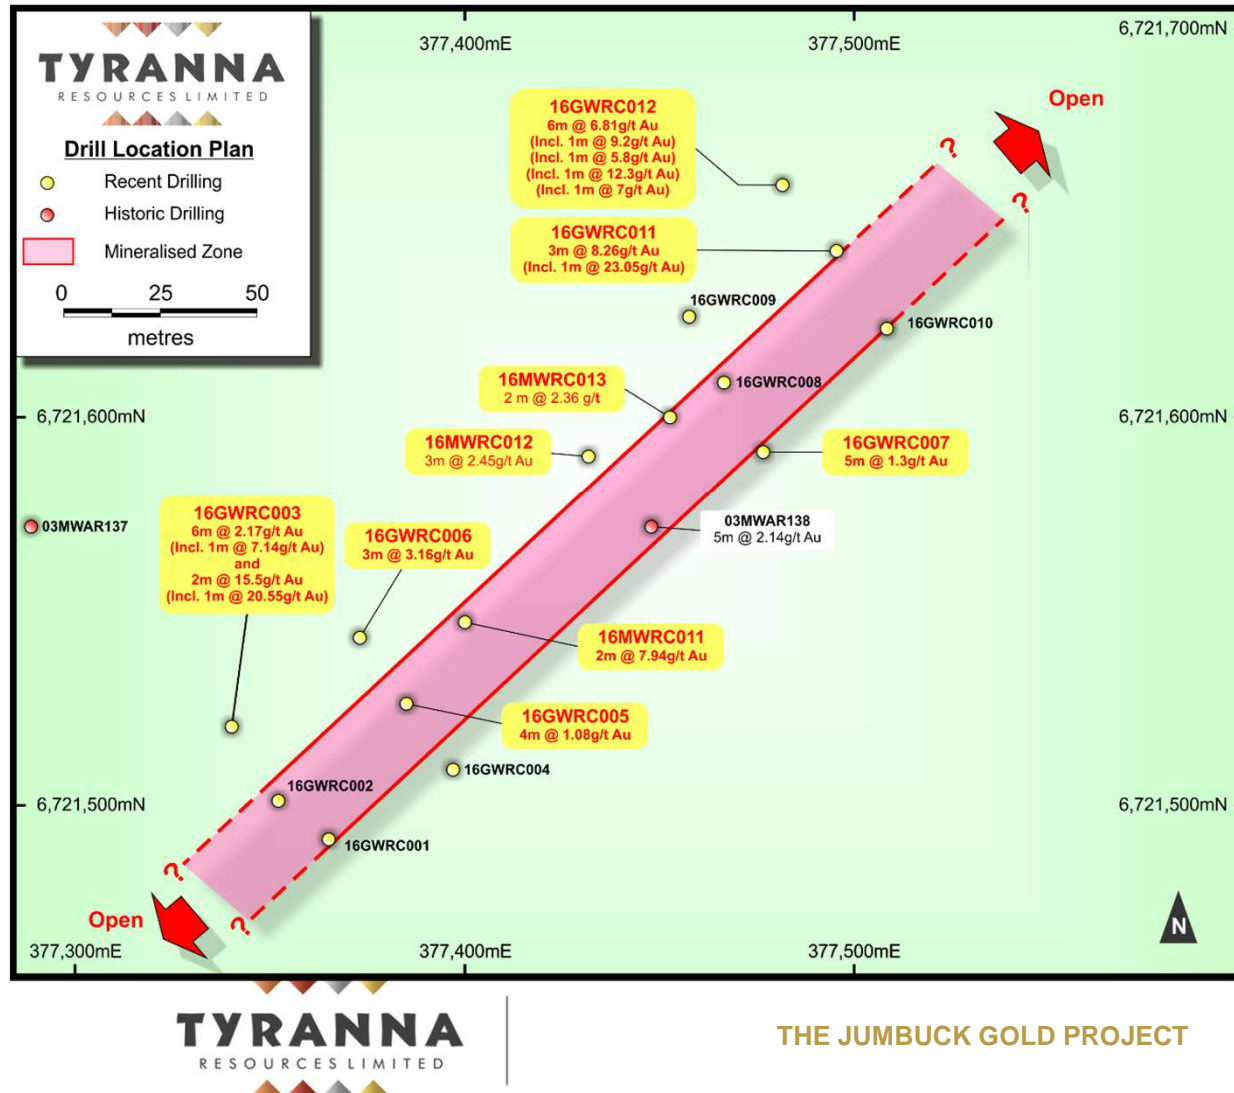 TYRANNA
RESOURCES LIMITED
Drill Location Plan
Recent Drilling
Historic Drilling
Mineralised Zone
0 25 50
metres
377,400mE
377,500mE
6,721,700mN
Open
?
?
16GWRC012
6m @ 6.81g/t Au
(Incl. 1m @ 9.2g/t Au)
(Incl. 1m @ 5.8g/t Au)
(Incl. 1m @ 12.3g/t Au)
(Incl. 1m @ 7g/t Au)
16GWRC011
3m @ 8.26g/t Au
(Incl. 1m @ 23.05g/t Au)
16GWRC009
16GWRC010
16MWRC013
2 m @ 2.36 g/t
16GWRC008
6,721,600mN
6,721,600mN
16MWRC012
3m @ 2.45g/t Au
16GWRC007
5m @ 1.3g/t Au
03MWAR137
16GWRC003
6m @ 2.17g/t Au
(Incl. 1m @ 7.14g/t Au)
and
2m @ 15.5g/t Au
(Incl. 1m @ 20.55g/t Au)
16GWRC006
3m @ 3.16g/t Au
03MWAR138
5m @ 2.14g/t Au
16MWRC011
2m @ 7.94g/t Au
16GWRC005
4m @ 1.08g/t Au
16GWRC004
16GWRC002
6,721,500mN
6,721,500mN
16GWRC001
?
?
Open
N
377,300mE
377,400mE
377,500mE
TYRANNA
RESOURCES LIMITED
THE JUMBUCK GOLD PROJECT